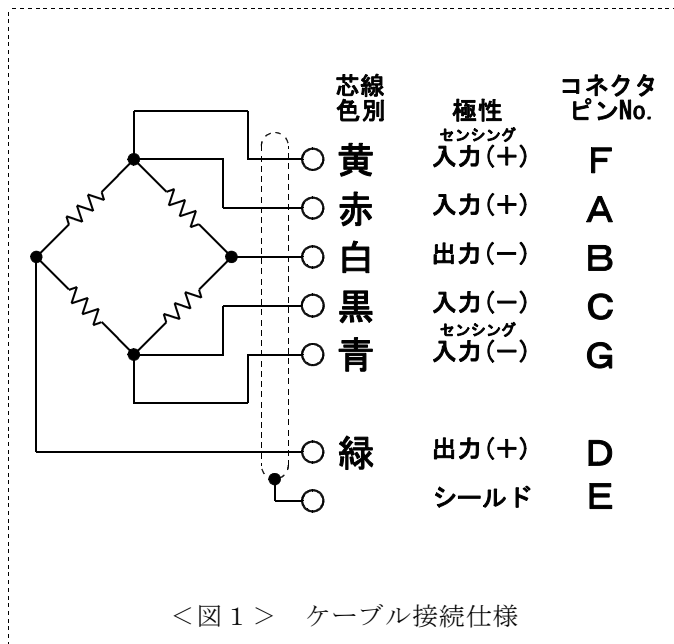 芯線
色別
極性
コネクタ
ピンNo.
黄
センシング
入力(+)
F
赤
入力(+)
A
白
出力(－)
B
黒
入力(－)
C
青
センシング
入力(－)
G
緑
出力(+)
D
シールド
E
＜図１＞ ケーブル接続仕様